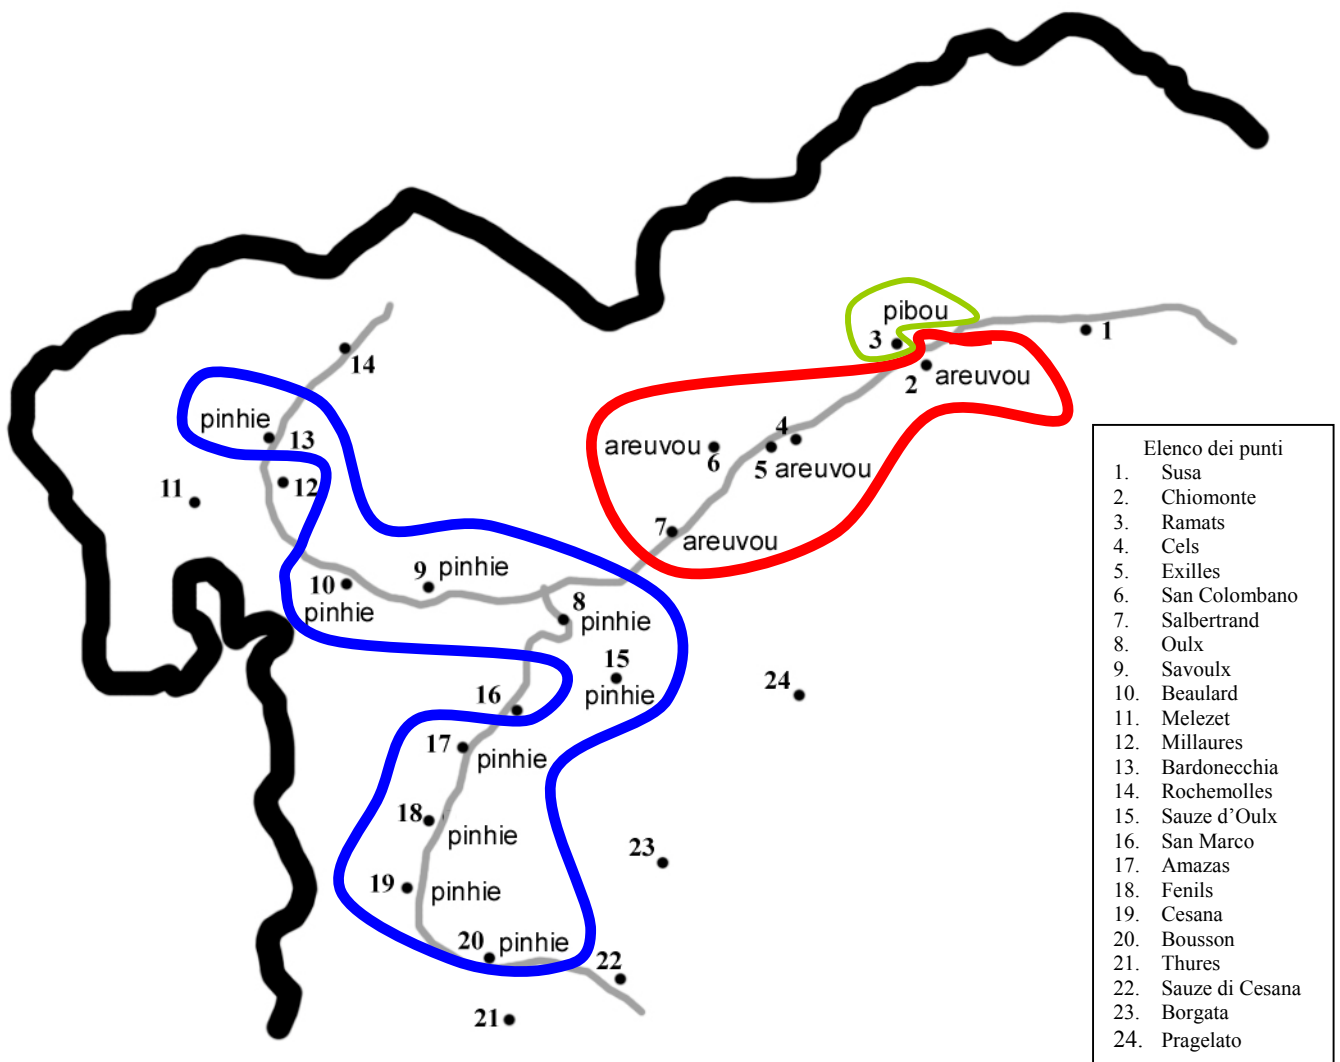 pibou
3
1
2 areuvou
14
pinhie
13
areuvou
6
4
5 areuvou
11
12
7
areuvou
9 pinhie
10
pinhie
8
pinhie
15
pinhie
24
16
17
pinhie
18
pinhie
23
19 pinhie
20 pinhie
22
21
Elenco dei punti
1. Susa
2. Chiomonte
3. Ramats
4. Cels
5. Exilles
6. San Colombano
7. Salbertrand
8. Oulx
9. Savoulx
10. Beaulard
11. Melezet
12. Millaures
13. Bardonecchia
14. Rochemolles
15. Sauze d’Oulx
16. San Marco
17. Amazas
18. Fenils
19. Cesana
20. Bousson
21. Thures
22. Sauze di Cesana
23. Borgata
24. Pragelato